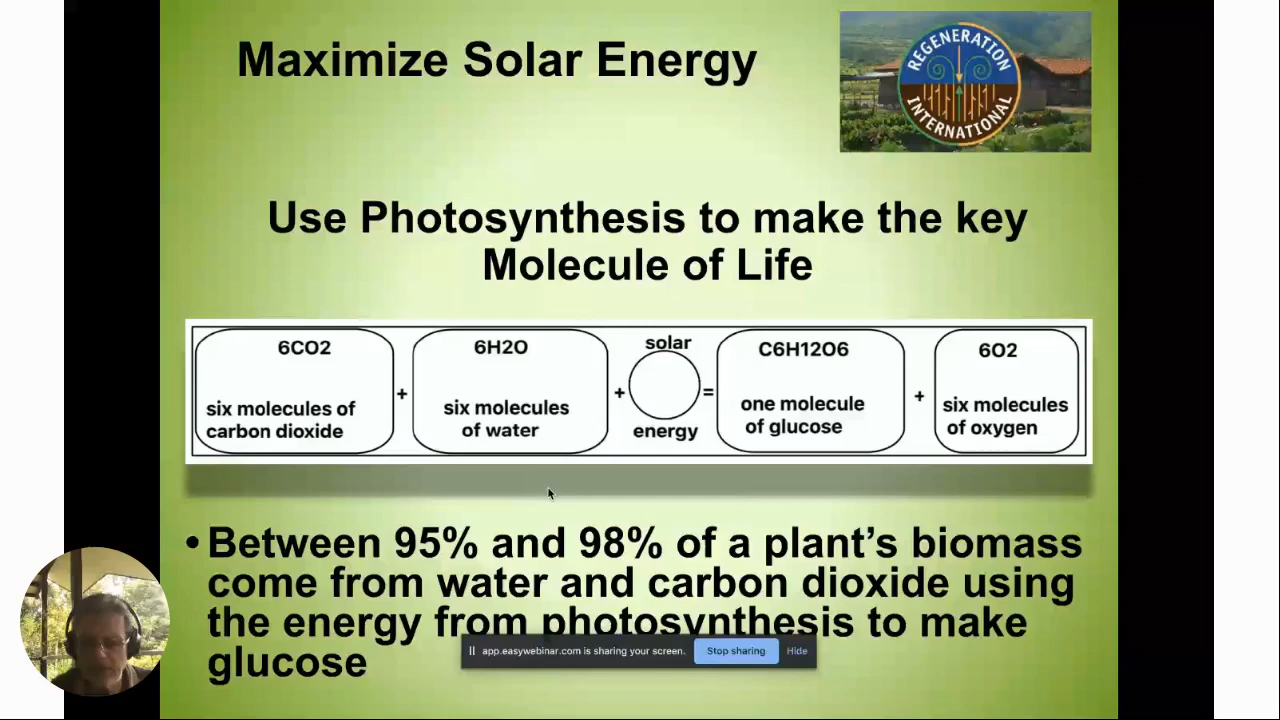 Maximize Solar Energy
REGENERATION
INTERNATIONAL
Use Photosynthesis to make the key
Molecule of Life
6CO2
six molecules of
carbon dioxide
+
6H2O
six molecules
of water
+
solar
energy
=
C6H12O6
one molecule
of glucose
+
6O2
six molecules
of oxygen
• Between 95% and 98% of a plant’s biomass
come from water and carbon dioxide using
the energy from photosynthesis to make
glucose
app.easywebinar.com is sharing your screen.
Stop sharing
Hide